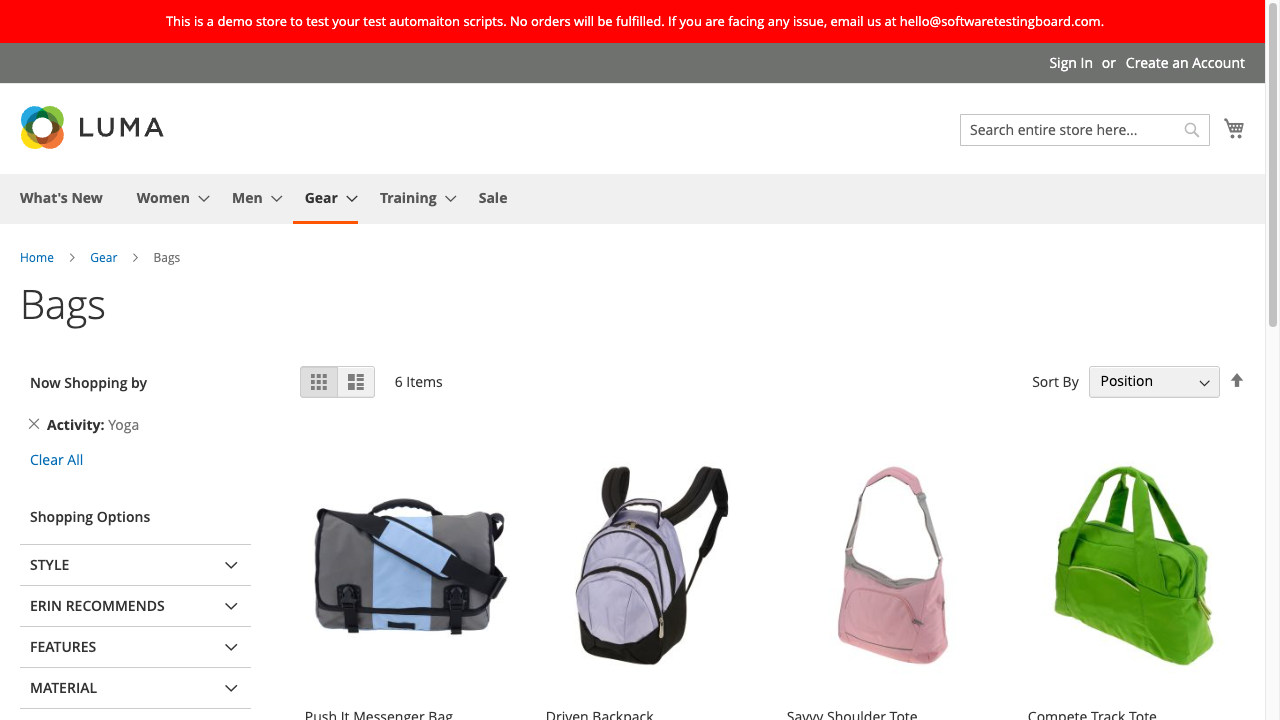 This is a demo store to test your test automaiton scripts. No orders will be fulfilled. If you are facing any issue, email us at hello@softwaretestingboard.com.
Sign In or Create an Account
LUMA
Search entire store here...
What's New Women Men Gear Training Sale
Home > Gear > Bags
Bags
Now Shopping by
6 Items
Sort By Position
Activity: Yoga
Clear All
Shopping Options
STYLE
ERIN RECOMMENDS
FEATURES
MATERIAL
Push It Messenger Bag
Driven Backpack
Savvy Shoulder Tote
Compete Track Tote